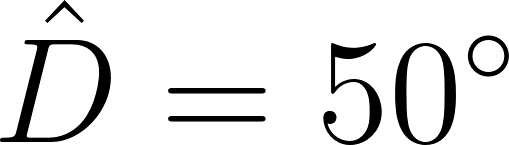 D̂ = 50°